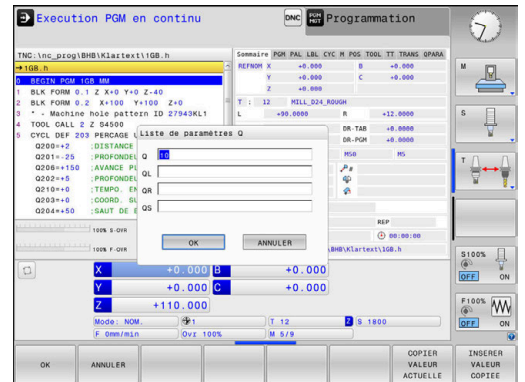 Execution PGM en continu
DNC
PGM MOT
Programmation
TNC:\nc_prog\BHB\Klartext\1GB.h
→1GB.h
0 BEGIN PGM 1GB MM
1 BLK FORM 0.1 Z X+0 Y+0 Z-40
2 BLK FORM 0.2 X+100 Y+100 Z+0
3 * - Machine hole pattern ID 27943KL1
4 TOOL CALL 2 Z S4500
5 CYCL DEF 203 PERCAGE U
Q200=+2 ;DISTANCE
Q201=-25 ;PROFONDEU
Q206=+150 ;AVANCE PL
Q202=+5 ;PROFONDEU
Q210=+0 ;TEMPO. EN
Q203=+0 ;COORD. SU
Q204=+50 ;SAUT DE B
100% S-OVR
100% F-OVR
Sommaire PGM PAL LBL CYC M POS TOOL TT TRANS QPARA
REFNOM X +0.000 B +0.000
Y +0.000 C +0.000
Z +0.000
T : 12 MILL_D24_ROUGH
L +90.0000 R +12.0000
DR-TAB +0.0000
DR-PGM +0.0000
M50 M5
REP
00:00:00
\BHB\Klartext\1GB.h
Liste de paramètres Q
Q 10
QL
QR
QS
OK
ANNULER
X +0.000 B +0.000
Y +0.000 C +0.000
Z +110.000
Mode: NOM. 1 T 12 Z S 1800
F 0mm/min Ovr 100% M 5/9
M
S
T
S100%
OFF ON
F100%
OFF ON
OK
ANNULER
COPIER VALEUR ACTUELLE
INSERER VALEUR COPIEE